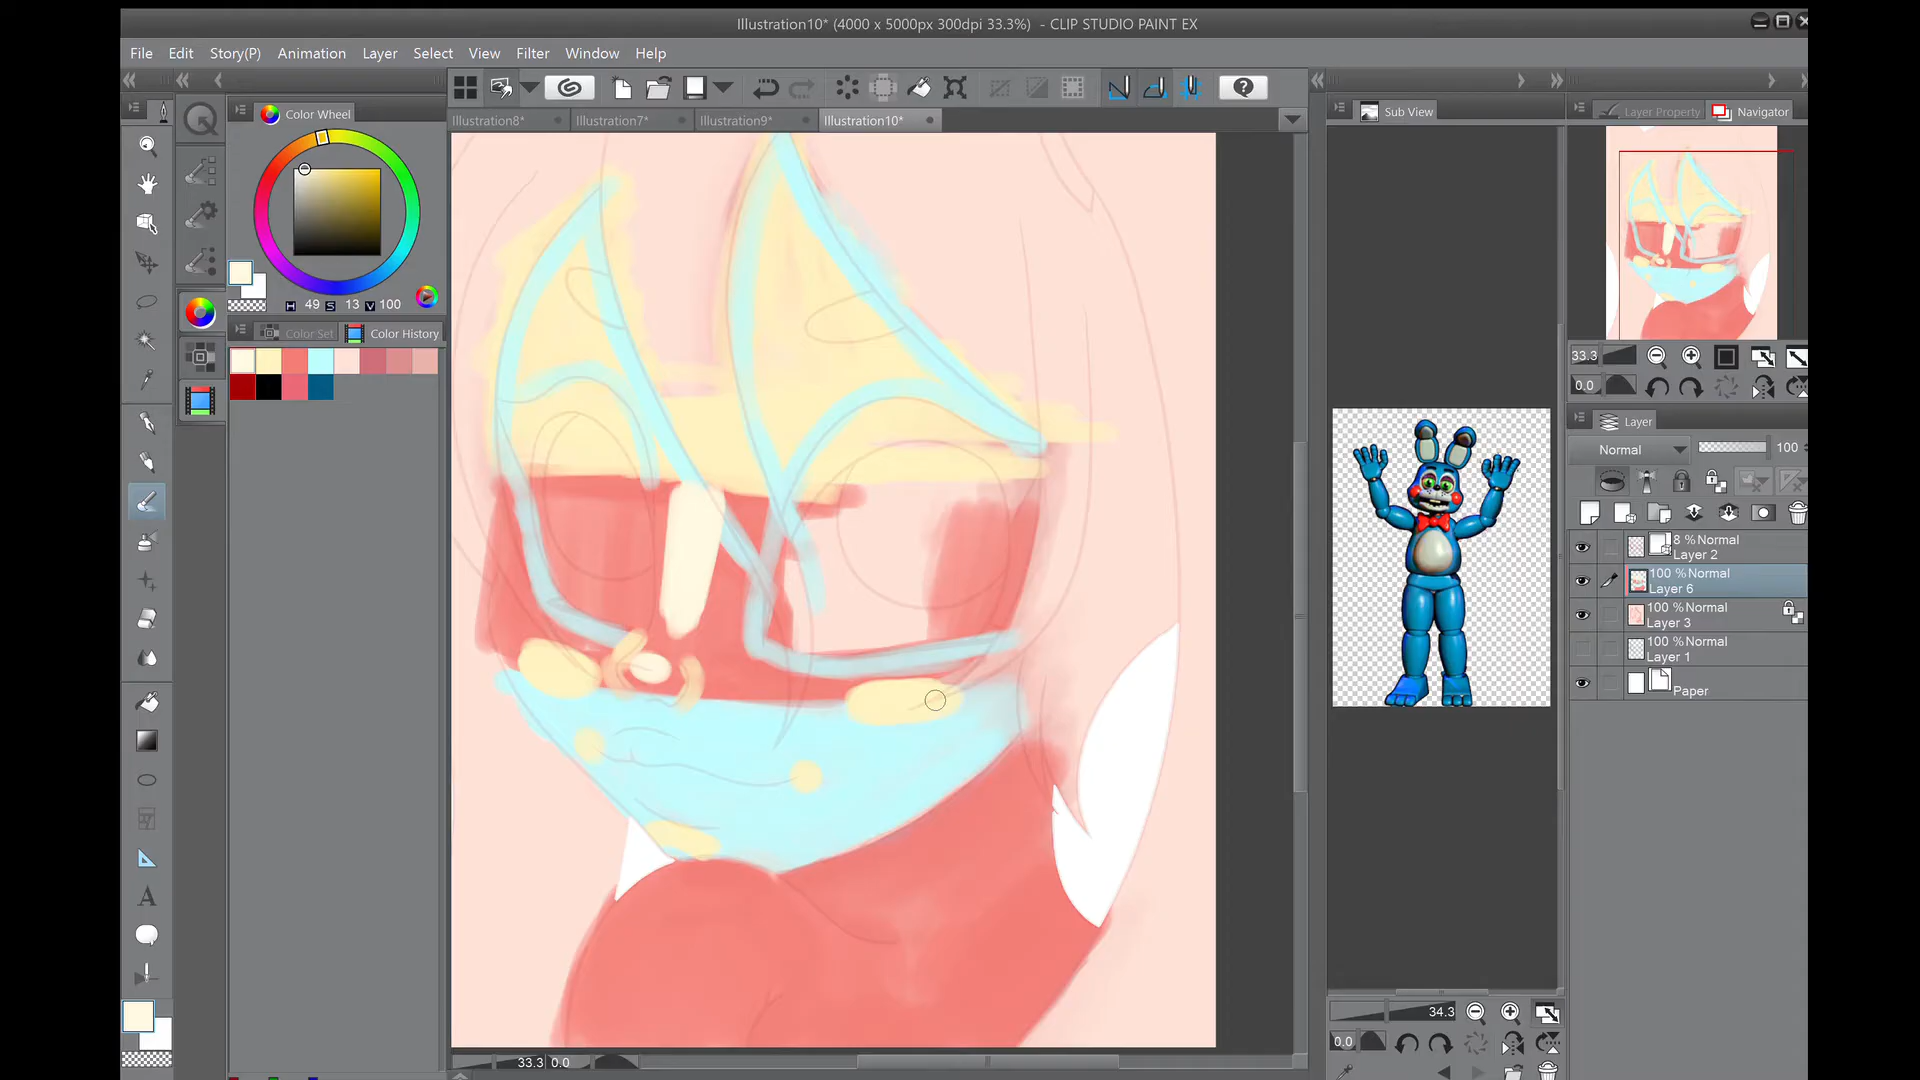 Illustration10* (4000 x 5000px 300dpi 33.3%)  - CLIP STUDIO PAINT EX
File Edit Story(P) Animation Layer Select View Filter Window Help
Color Wheel
Illustration8* Illustration7* Illustration9* Illustration10*
Sub View
Layer Property Navigator
H 49 S 13 V 100
Color Set Color History
33.3
0.0
Layer
Normal 100
8 %Normal
Layer 2
100 %Normal
Layer 6
100 %Normal
Layer 3
100 %Normal
Layer 1
Paper
34.3
0.0
33.3 0.0